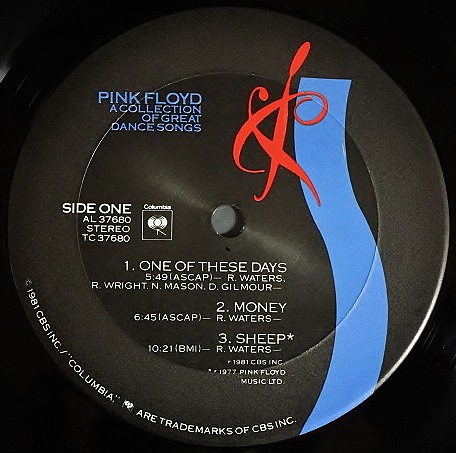 PINK FLOYD
A COLLECTION
OF GREAT
DANCE SONGS
SIDE ONE
AL 37680
STEREO
TC 37680
Columbia
1. ONE OF THESE DAYS
5:49 (ASCAP)— R. WATERS,
R. WRIGHT, N. MASON, D. GILMOUR—
2. MONEY
6:45 (ASCAP)— R. WATERS—
3. SHEEP*
10:21 (BMI)— R. WATERS—
℗ 1981 CBS INC.
*℗ 1977 PINK FLOYD
MUSIC LTD.
© 1981 CBS INC./ "COLUMBIA," ARE TRADEMARKS OF CBS INC.